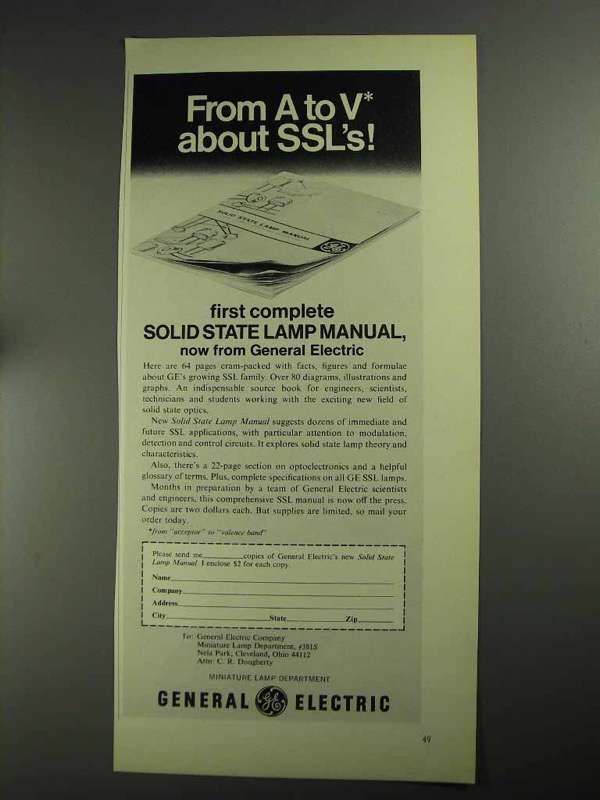 From A to V*
about SSL's!
SOLID STATE LAMP MANUAL
first complete
SOLID STATE LAMP MANUAL,
now from General Electric
Here are 64 pages cram-packed with facts, figures and formulae
about GE's growing SSL family. Over 80 diagrams, illustrations and
graphs. An indispensable source book for engineers, scientists,
technicians and students working with the exciting new field of
solid state optics.
New Solid State Lamp Manual suggests dozens of immediate and
future SSL applications, with particular attention to modulation,
detection and control circuits. It explores solid state lamp theory and
characteristics.
Also, there's a 22-page section on optoelectronics and a helpful
glossary of terms. Plus, complete specifications on all GE SSL lamps.
Months in preparation by a team of General Electric scientists
and engineers, this comprehensive SSL manual is now off the press.
Copies are two dollars each. But supplies are limited, so mail your
order today.
*from "acceptor" to "valence band"
Please send me________copies of General Electric's new Solid State
Lamp Manual. I enclose $2 for each copy.
Name
Company
Address
City State Zip
To: General Electric Company
Miniature Lamp Department, #381S
Nela Park, Cleveland, Ohio 44112
Attn: C. R. Dougherty
MINIATURE LAMP DEPARTMENT
GENERAL GE ELECTRIC
49